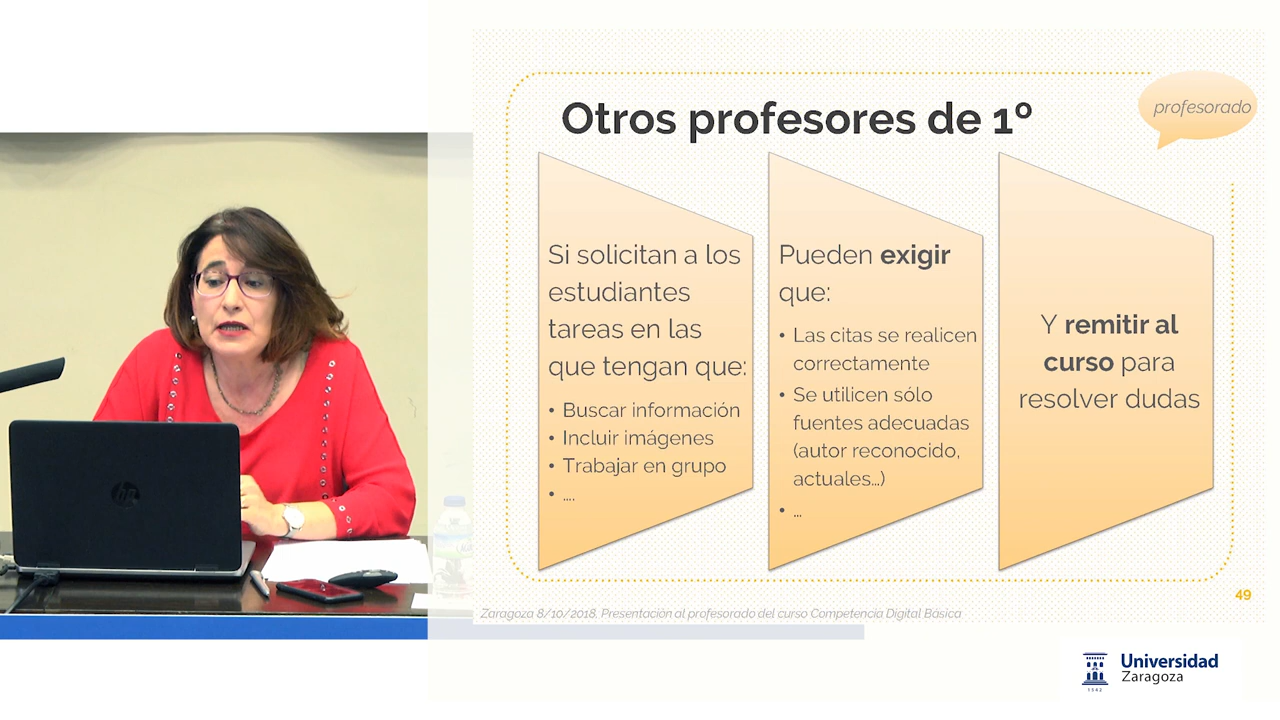 Otros profesores de 1º
profesorado
Si solicitan a los
estudiantes
tareas en las
que tengan que:
• Buscar información
• Incluir imágenes
• Trabajar en grupo
• ....
Pueden exigir
que:
• Las citas se realicen
correctamente
• Se utilicen sólo
fuentes adecuadas
(autor reconocido,
actuales...)
• ...
Y remitir al
curso para
resolver dudas
49
Zaragoza 8/10/2018. Presentación al profesorado del curso Competencia Digital Básica
Universidad
Zaragoza
1542
hp